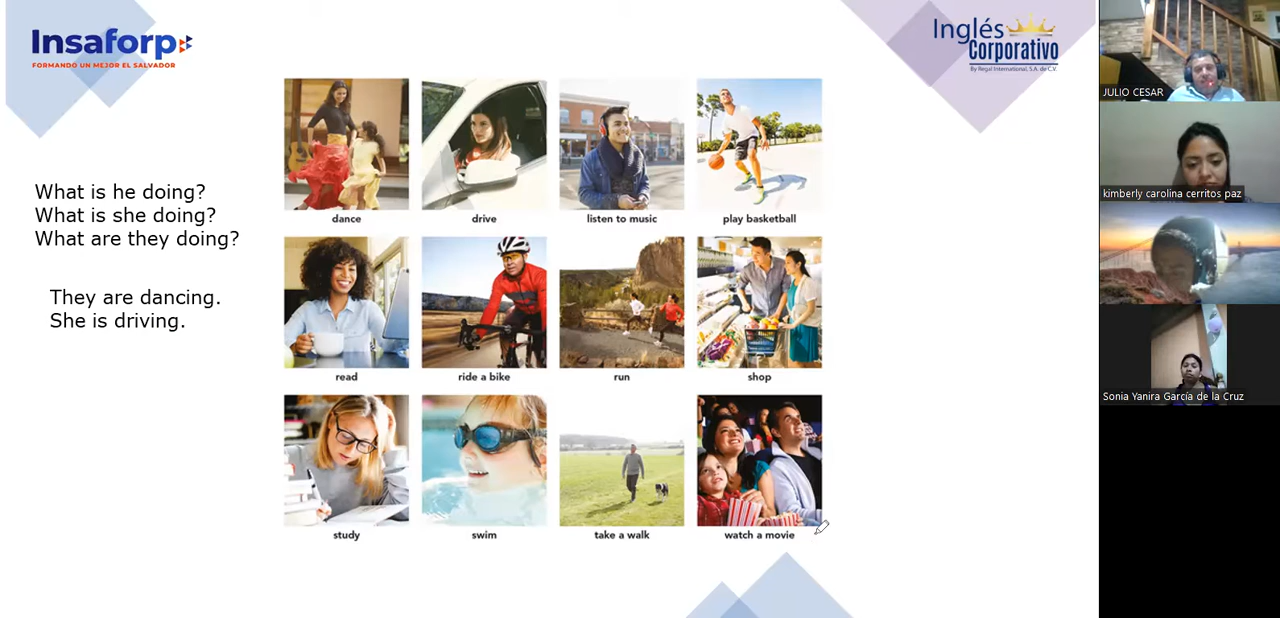 Insaforp
FORMANDO UN MEJOR EL SALVADOR
Inglés
Corporativo
By Regal International, S.A. de C.V.
What is he doing?
What is she doing?
What are they doing?
They are dancing.
She is driving.
dance
drive
listen to music
play basketball
read
ride a bike
run
shop
study
swim
take a walk
watch a movie
JULIO CESAR
kimberly carolina cerritos paz
Sonia Yanira García de la Cruz